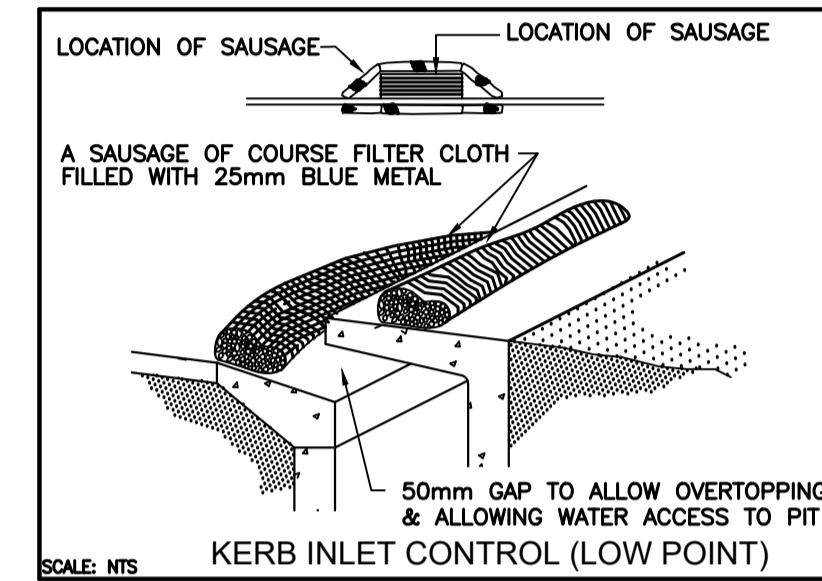 LOCATION OF SAUSAGE
LOCATION OF SAUSAGE
A SAUSAGE OF COURSE FILTER CLOTH
FILLED WITH 25mm BLUE METAL
50mm GAP TO ALLOW OVERTOPPING
& ALLOWING WATER ACCESS TO PIT
SCALE: NTS
KERB INLET CONTROL (LOW POINT)